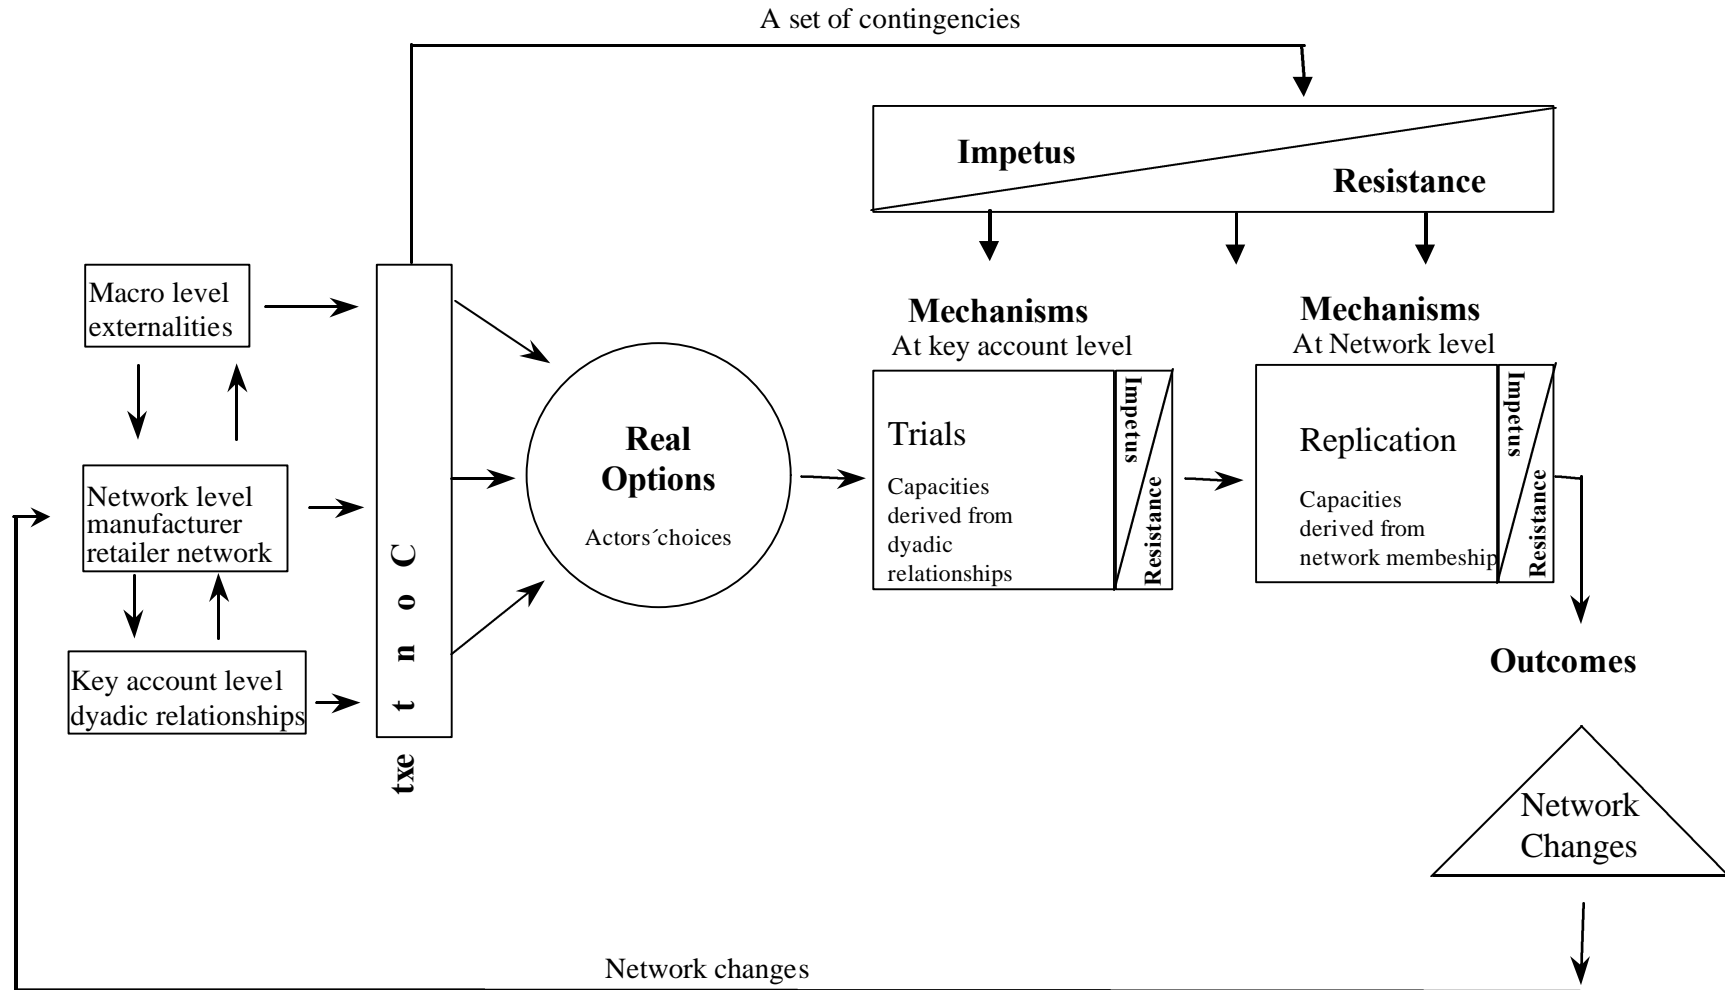 A set of contingencies
Impetus
Resistance
Macro level
externalities
Network level
manufacturer
retailer network
Key account level
dyadic relationships
C o n t
txe
Real
Options
Actors´choices
Mechanisms
At key account level
Trials
Capacities
derived from
dyadic
relationships
Impetus
Resistance
Mechanisms
At Network level
Replication
Capacities
derived from
network membeship
Impetus
Resistance
Outcomes
Network
Changes
Network changes